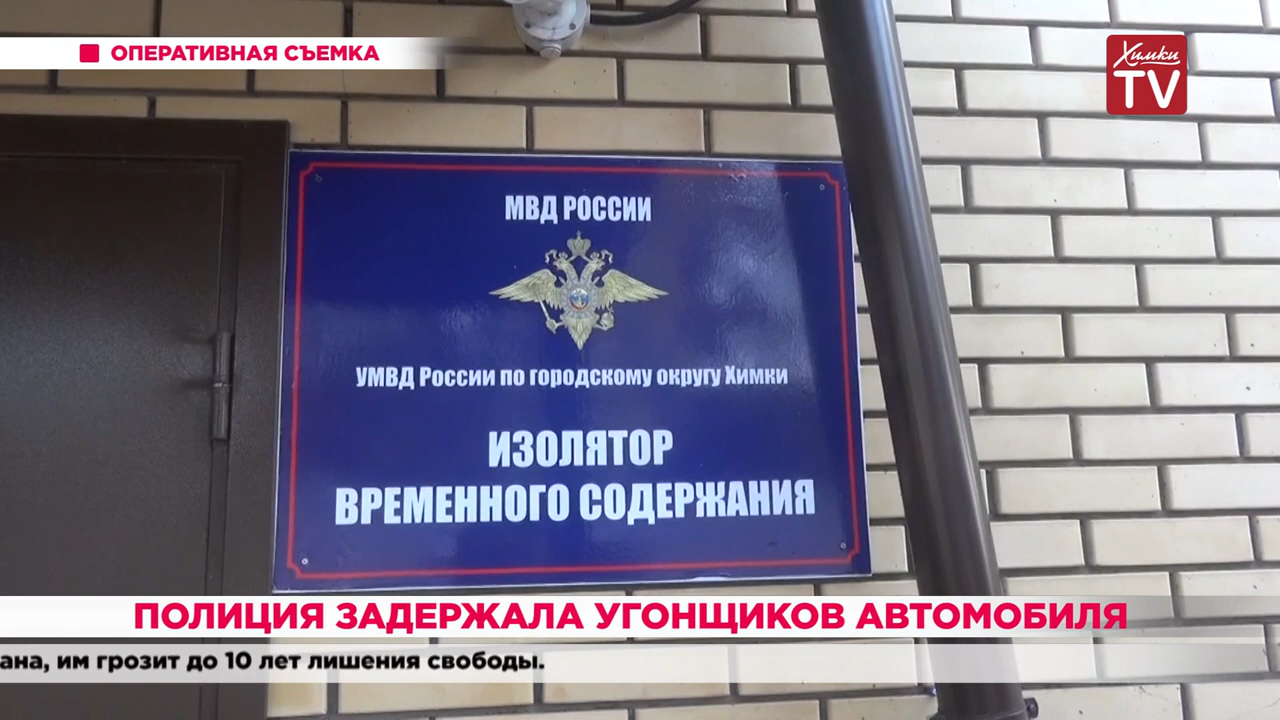 ОПЕРАТИВНАЯ СЪЕМКА
Химки
TV
МВД РОССИИ
УМВД России по городскому округу Химки
ИЗОЛЯТОР
ВРЕМЕННОГО СОДЕРЖАНИЯ
ПОЛИЦИЯ ЗАДЕРЖАЛА УГОНЩИКОВ АВТОМОБИЛЯ
им грозит до 10 лет лишения свободы.